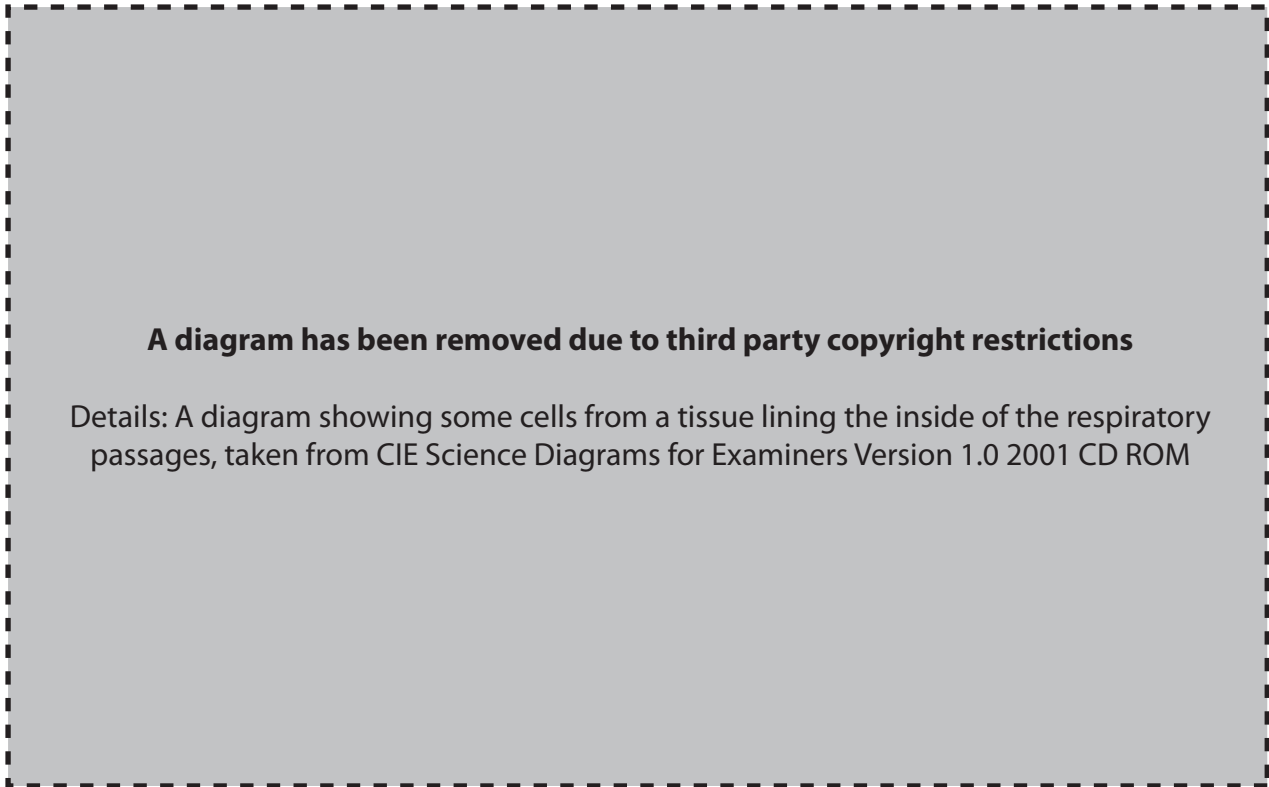 A diagram has been removed due to third party copyright restrictions
Details: A diagram showing some cells from a tissue lining the inside of the respiratory
passages, taken from CIE Science Diagrams for Examiners Version 1.0 2001 CD ROM